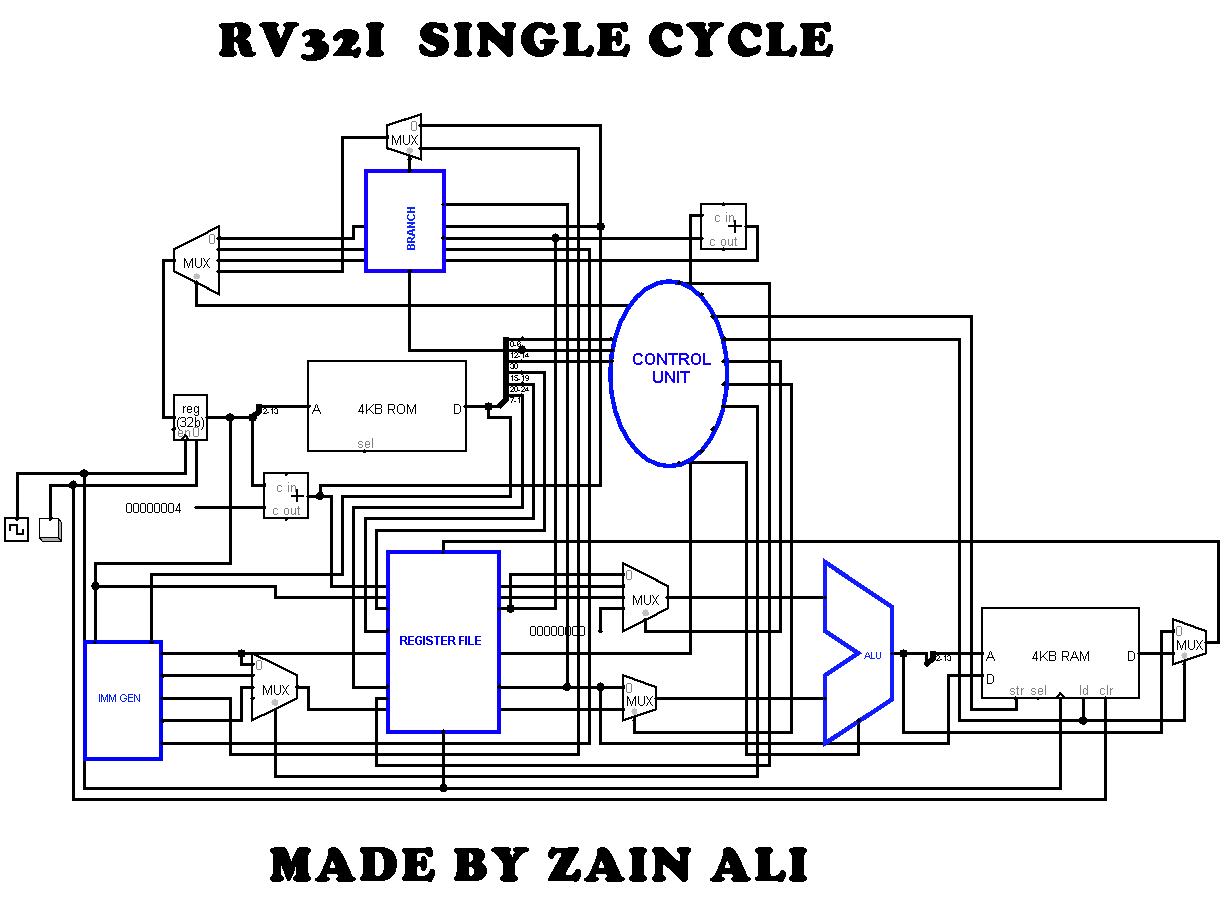 RV32I SINGLE CYCLE
0
MUX
BRANCH
c in
+
c out
0
MUX
CONTROL
UNIT
0-6
12-14
30
15-19
20-24
7-11
reg
(32b)
en 0
2-13
A
4KB ROM
D
sel
c in
+
c out
00000004
0
MUX
00000000
REGISTER FILE
ALU
2-13
A
4KB RAM
D
D
str sel
ld clr
0
MUX
IMM GEN
0
MUX
0
MUX
MADE BY ZAIN ALI